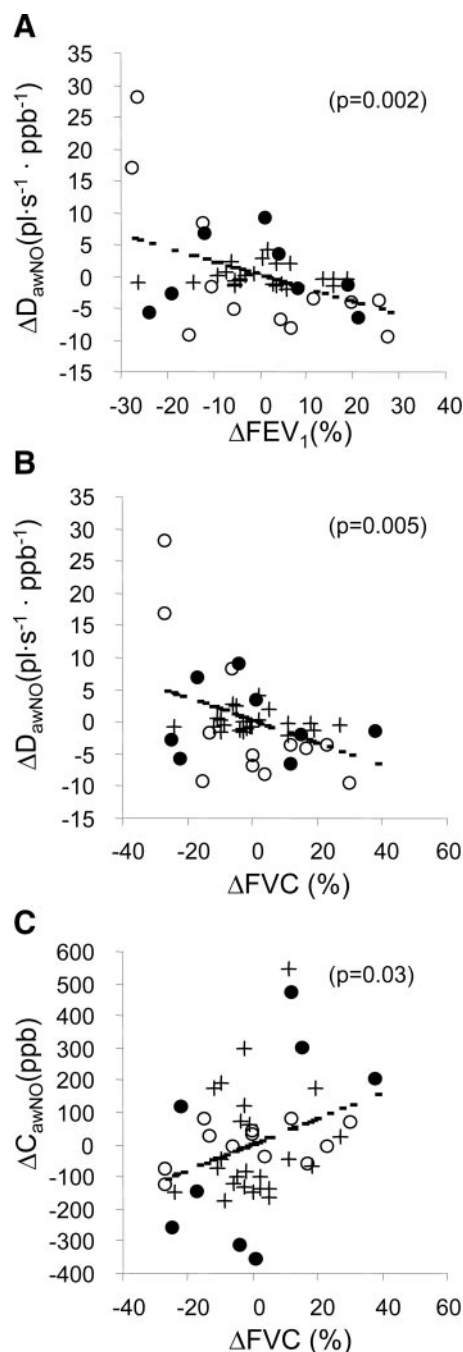 A
35
30
25
20
15
10
5
0
-5
-10
-15
ΔD_awNO(pl·s⁻¹ · ppb⁻¹)
(p=0.002)
-30 -20 -10 0 10 20 30 40
ΔFEV₁(%)
B
35
30
25
20
15
10
5
0
-5
-10
-15
ΔD_awNO(pl·s⁻¹ · ppb⁻¹)
(p=0.005)
-40 -20 0 20 40 60
ΔFVC (%)
C
600
500
400
300
200
100
0
-100
-200
-300
-400
ΔC_awNO(ppb)
(p=0.03)
-40 -20 0 20 40 60
ΔFVC (%)